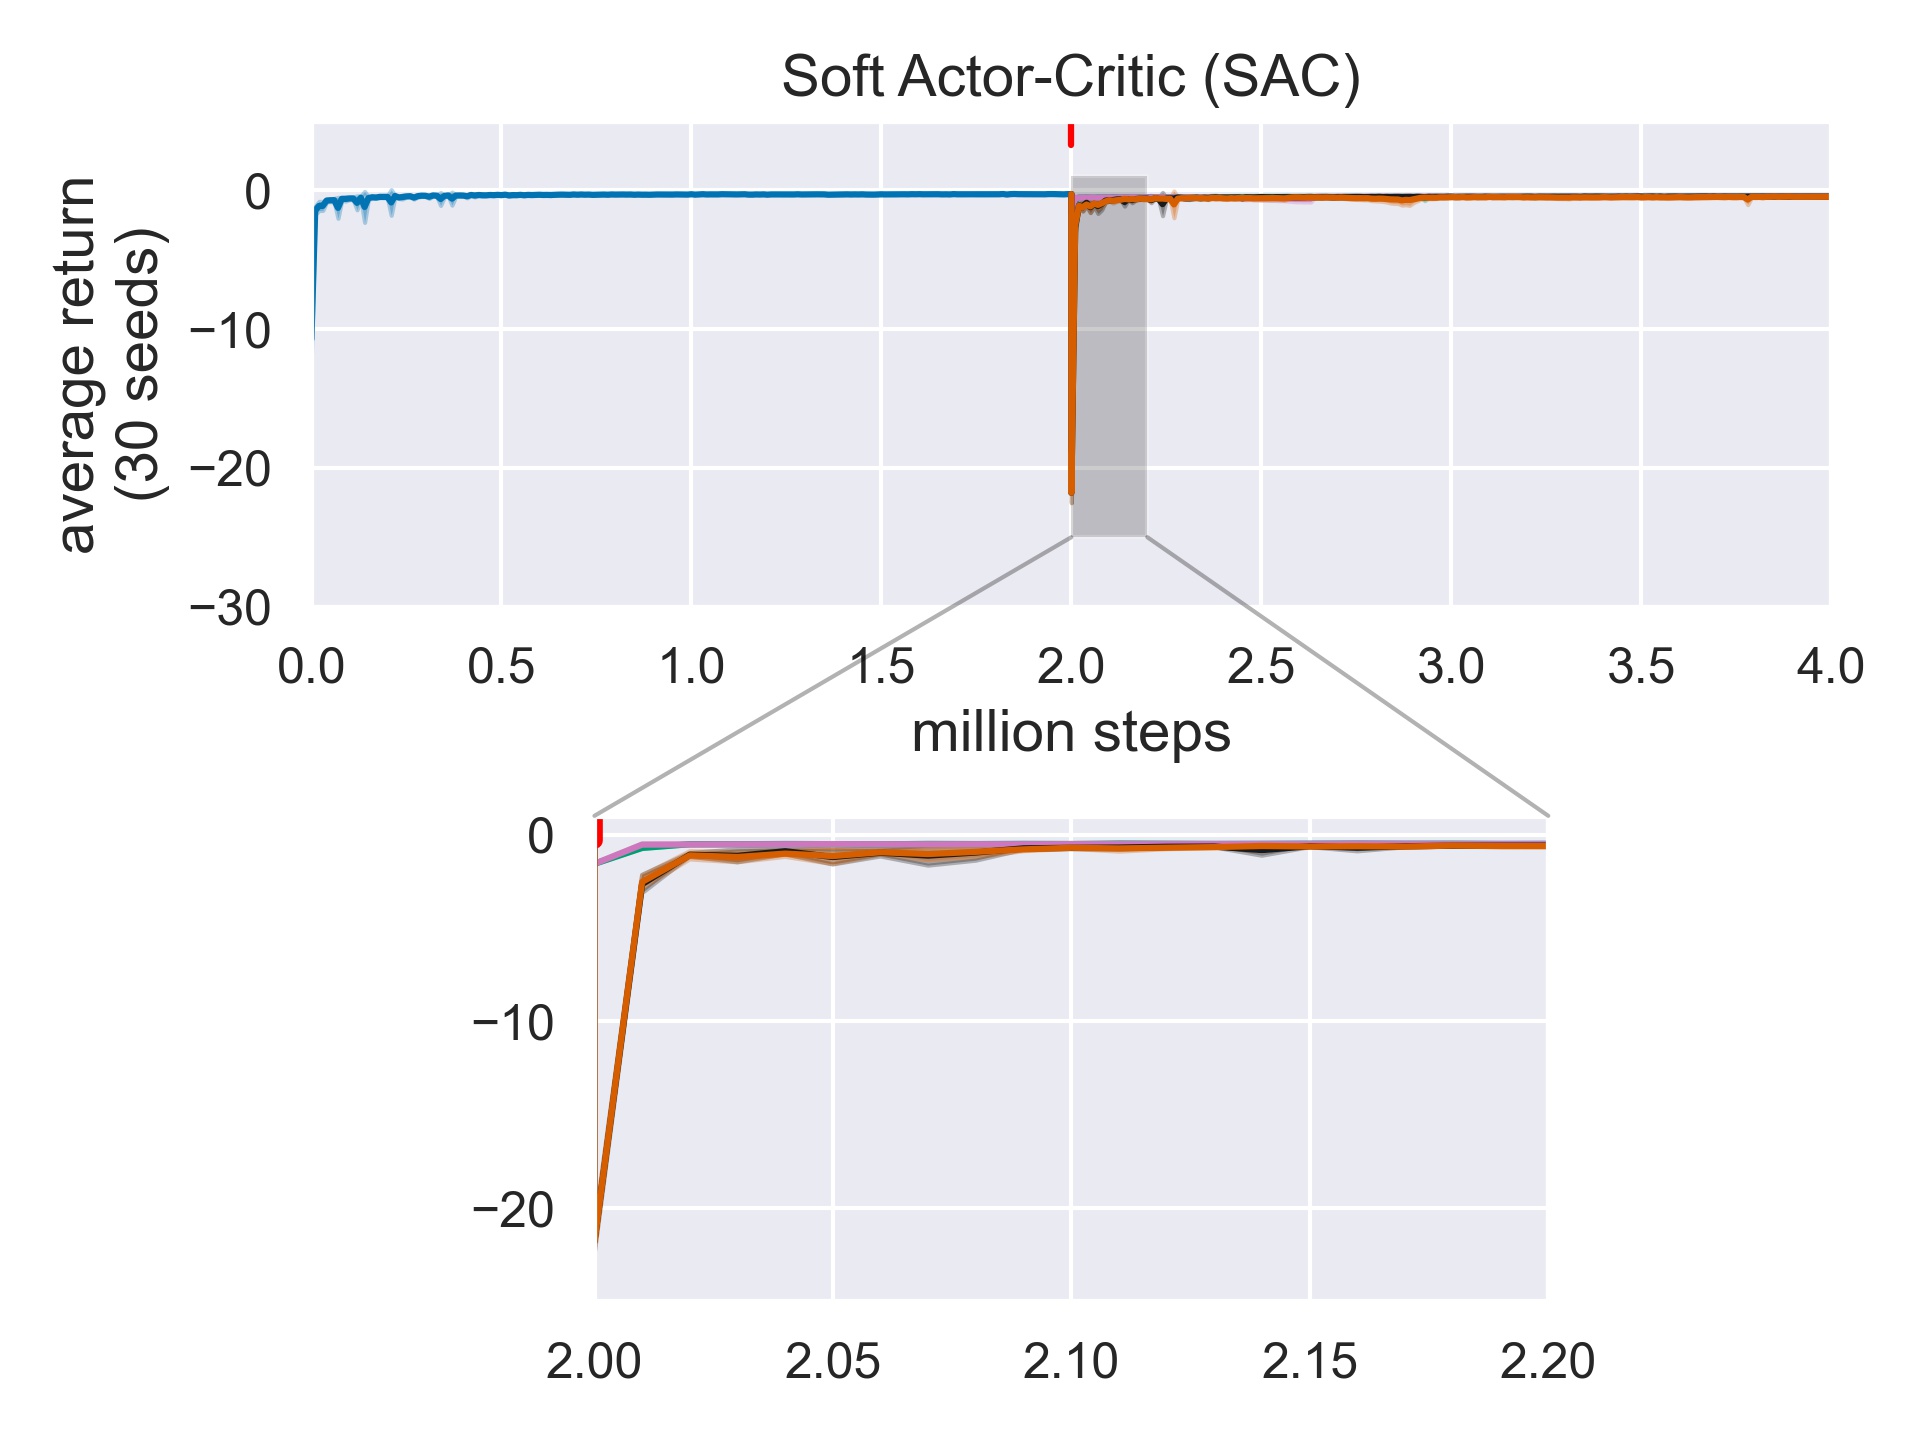 Soft Actor-Critic (SAC)
average return
(30 seeds)
0
−10
−20
−30
0.0 0.5 1.0 1.5 2.0 2.5 3.0 3.5 4.0
million steps
0
−10
−20
2.00 2.05 2.10 2.15 2.20